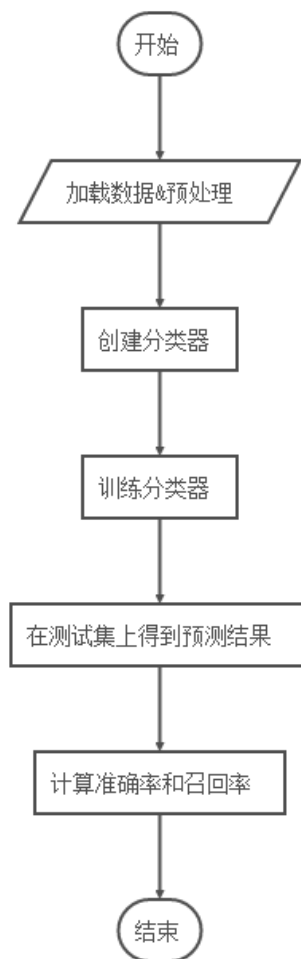 开始
加载数据&预处理
创建分类器
训练分类器
在测试集上得到预测结果
计算准确率和召回率
结束